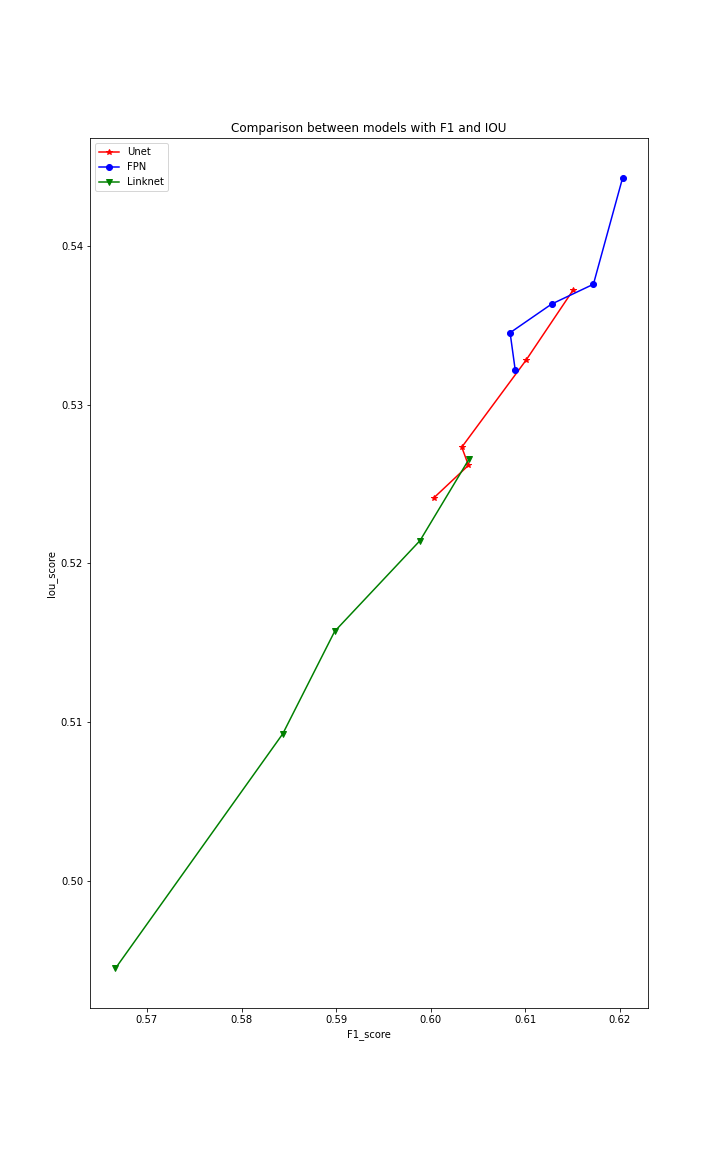 Comparison between models with F1 and IOU
Unet
FPN
Linknet
0.54
0.53
0.52
0.51
0.50
Iou_score
0.57 0.58 0.59 0.60 0.61 0.62
F1_score